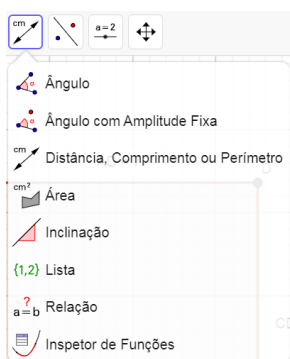 cm
a=2
Ângulo
Ângulo com Amplitude Fixa
cm
Distância, Comprimento ou Perímetro
cm²
Área
Inclinação
{1,2} Lista
?
a=b Relação
Inspetor de Funções